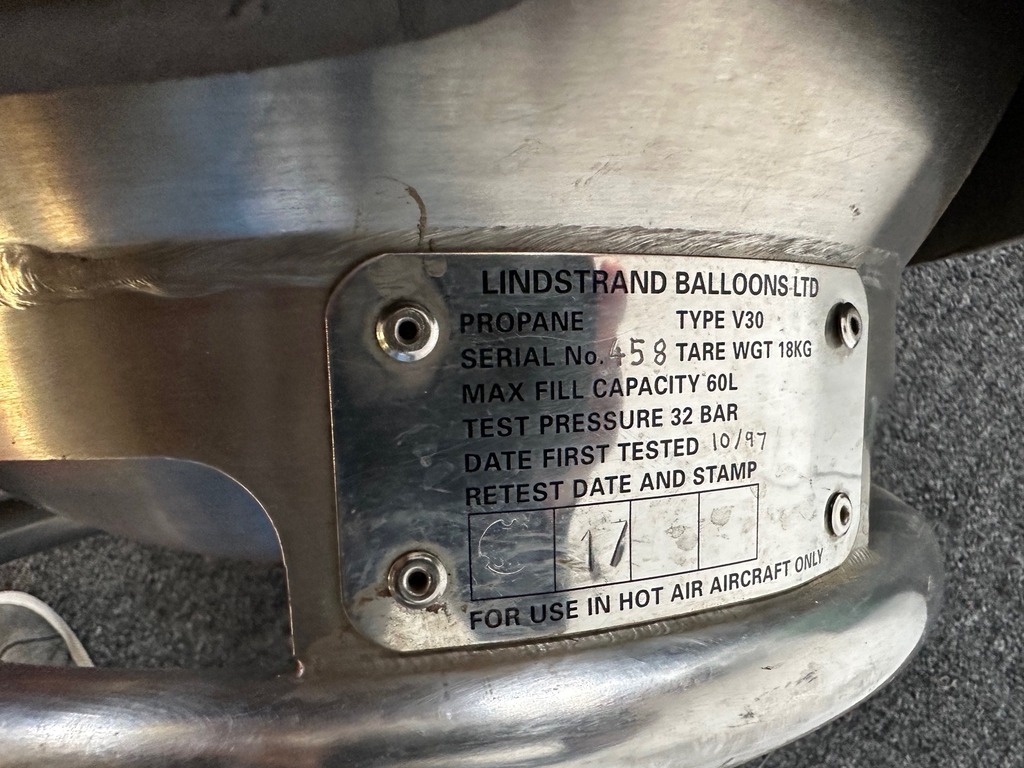 LINDSTRAND BALLOONS LTD
PROPANE TYPE V30
SERIAL No. 458 TARE WGT 18KG
MAX FILL CAPACITY 60L
TEST PRESSURE 32 BAR
DATE FIRST TESTED 10/97
RETEST DATE AND STAMP
17
FOR USE IN HOT AIR AIRCRAFT ONLY